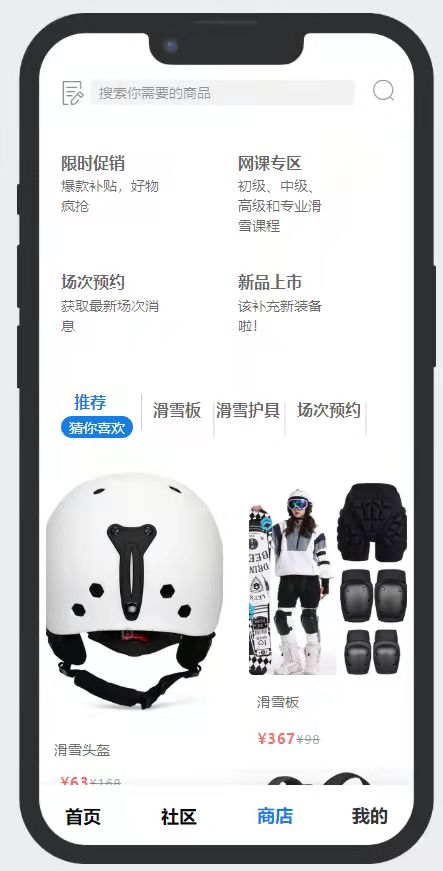 搜索你需要的商品
限时促销
爆款补贴，好物
疯抢
网课专区
初级、中级、
高级和专业滑
雪课程
场次预约
获取最新场次消
息
新品上市
该补充新装备
啦！
推荐
猜你喜欢
滑雪板
滑雪护具
场次预约
滑雪头盔
¥63¥168
滑雪板
¥367¥98
首页 社区 商店 我的